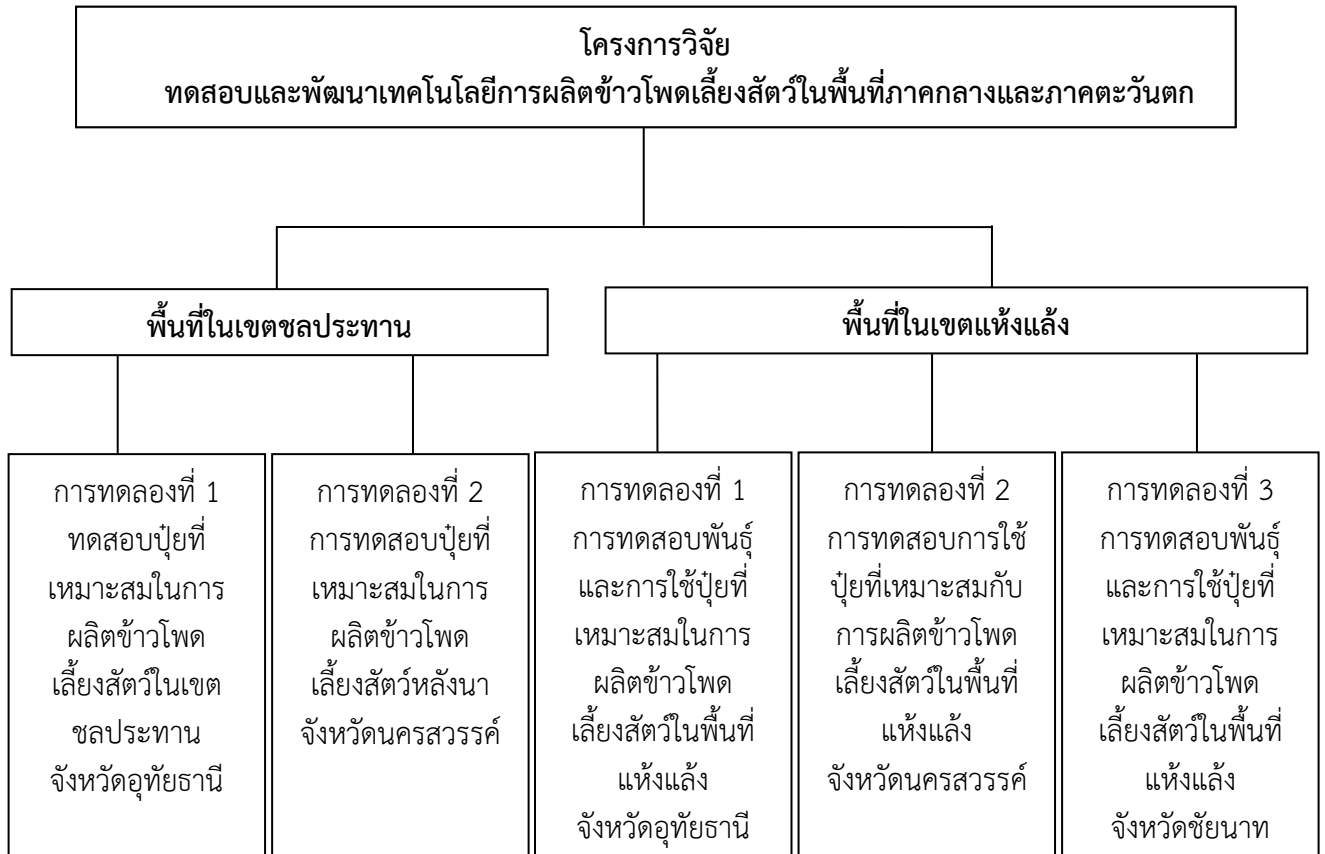 โครงการวิจัย
ทดสอบและพัฒนาเทคโนโลยีการผลิตข้าวโพดเลี้ยงสัตว์ในพื้นที่ภาคกลางและภาคตะวันตก
พื้นที่ในเขตชลประทาน
พื้นที่ในเขตแห้งแล้ง
การทดลองที่ 1
ทดสอบปุ๋ยที่
เหมาะสมในการ
ผลิตข้าวโพด
เลี้ยงสัตว์ในเขต
ชลประทาน
จังหวัดอุทัยธานี
การทดลองที่ 2
การทดสอบปุ๋ยที่
เหมาะสมในการ
ผลิตข้าวโพด
เลี้ยงสัตว์หลังนา
จังหวัดนครสวรรค์
การทดลองที่ 1
การทดสอบพันธุ์
และการใช้ปุ๋ยที่
เหมาะสมในการ
ผลิตข้าวโพด
เลี้ยงสัตว์ในพื้นที่
แห้งแล้ง
จังหวัดอุทัยธานี
การทดลองที่ 2
การทดสอบการใช้
ปุ๋ยที่เหมาะสมกับ
การผลิตข้าวโพด
เลี้ยงสัตว์ในพื้นที่
แห้งแล้ง
จังหวัดนครสวรรค์
การทดลองที่ 3
การทดสอบพันธุ์
และการใช้ปุ๋ยที่
เหมาะสมในการ
ผลิตข้าวโพด
เลี้ยงสัตว์ในพื้นที่
แห้งแล้ง
จังหวัดชัยนาท